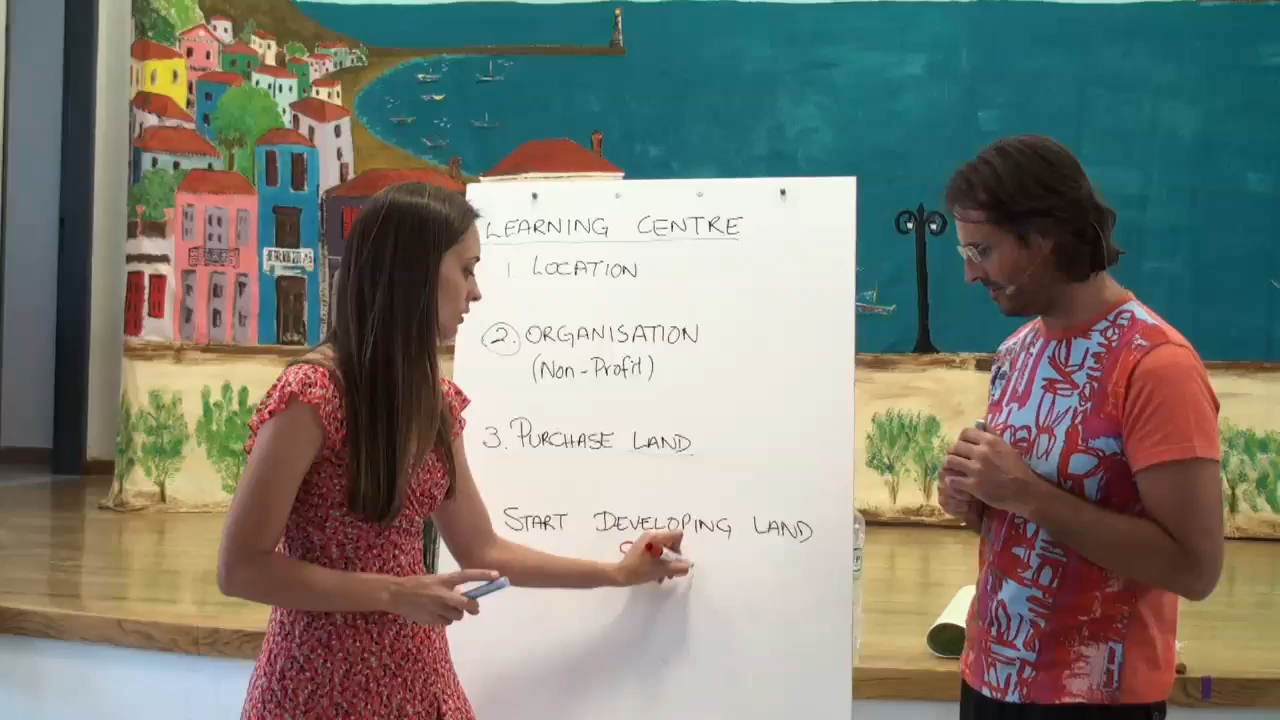 LEARNING CENTRE
1. LOCATION
2. ORGANISATION
(Non-Profit)
3. PURCHASE LAND
START DEVELOPING LAND